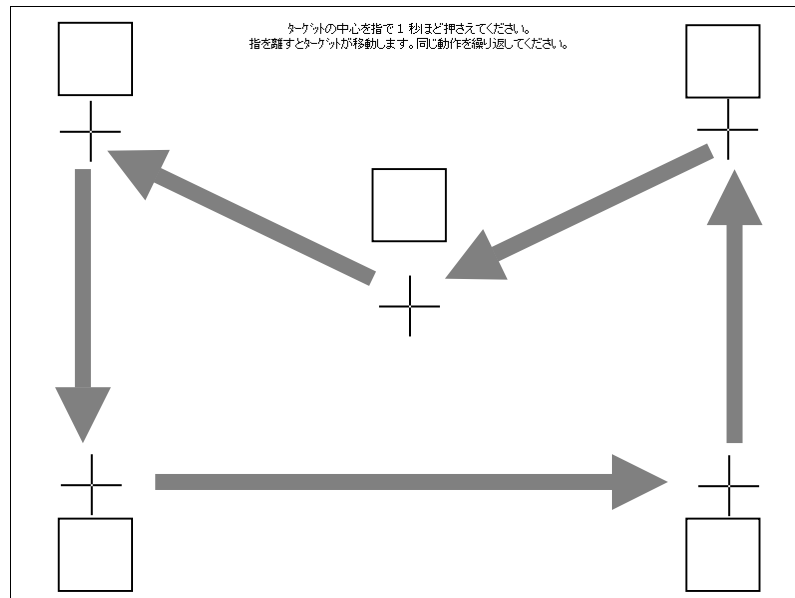 ﾀｰｹﾞｯﾄの中心を指で 1 秒ほど押さえてください。
指を離すとﾀｰｹﾞｯﾄが移動します。同じ動作を繰り返してください。